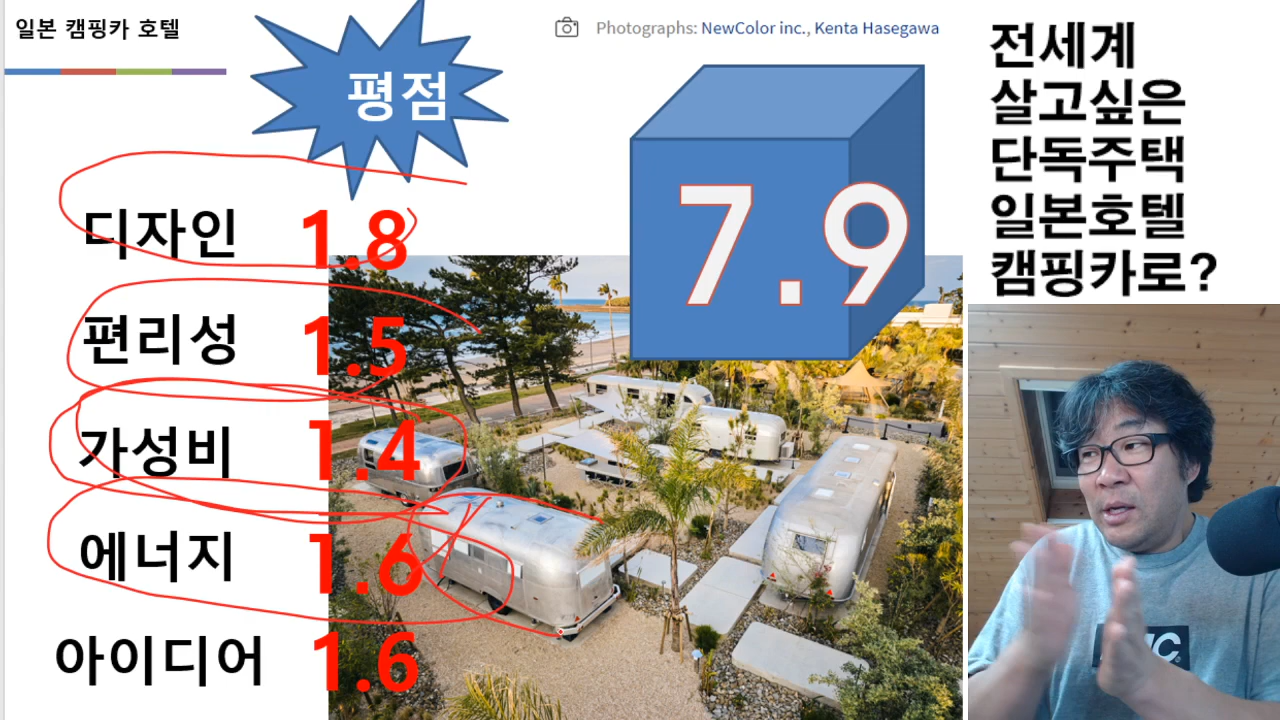 일본 캠핑카 호텔
평점
Photographs: NewColor inc., Kenta Hasegawa
7.9
디자인 1.8
편리성 1.5
가성비 1.4
에너지 1.6
아이디어 1.6
전세계
살고싶은
단독주택
일본호텔
캠핑카로?